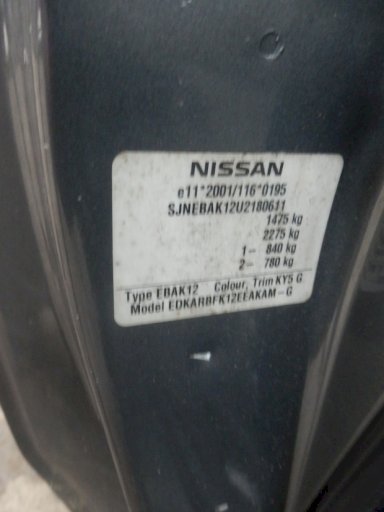 NISSAN
e11*2001/116*0195
SJNEBAK12U2180611
1475 kg
2275 kg
1- 840 kg
2- 780 kg
Type EBAK12 Colour, Trim KY5 G
Model EDKARBFK12EEAKAM-G